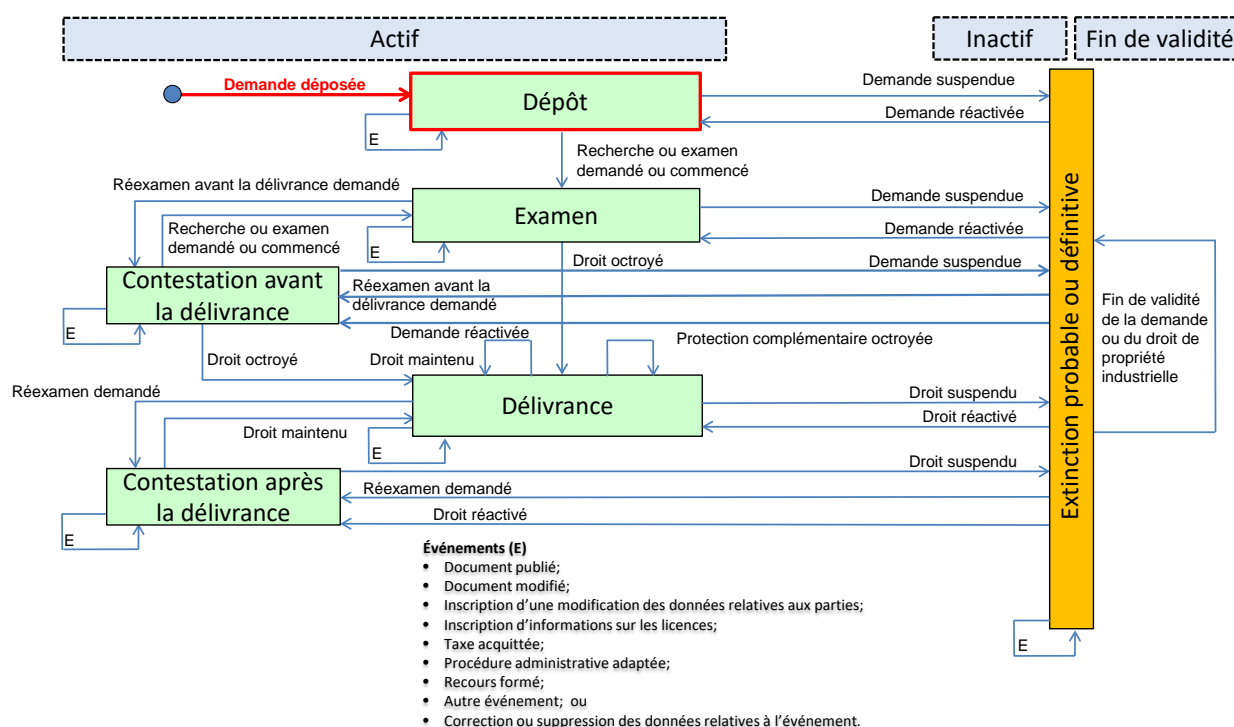 Actif
Inactif
Fin de validité
Demande déposée
Dépôt
Demande suspendue
Demande réactivée
E
Recherche ou examen
demandé ou commencé
Réexamen avant la délivrance demandé
Examen
Demande suspendue
Recherche ou examen
demandé ou commencé
E
Demande réactivée
Droit octroyé
Demande suspendue
Contestation avant
la délivrance
Réexamen avant la
délivrance demandé
E
Demande réactivée
Protection complémentaire octroyée
Droit octroyé
Droit maintenu
Extinction probable ou définitive
Fin de validité
de la demande
ou du droit de
propriété
industrielle
Réexamen demandé
Délivrance
Droit suspendu
Droit réactivé
Droit maintenu
E
Droit suspendu
Contestation après
la délivrance
Réexamen demandé
Droit réactivé
E
Événements (E)
• Document publié;
• Document modifié;
• Inscription d'une modification des données relatives aux parties;
• Inscription d'informations sur les licences;
• Taxe acquittée;
• Procédure administrative adaptée;
• Recours formé;
• Autre événement; ou
• Correction ou suppression des données relatives à l'événement.
E